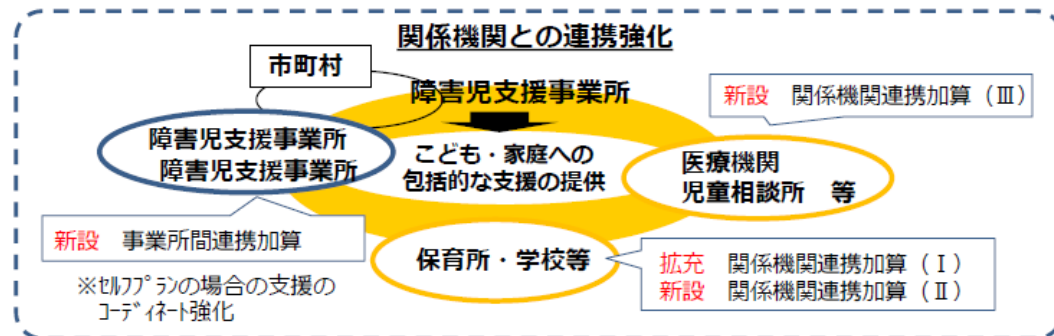 関係機関との連携強化
市町村
障害児支援事業所
新設 関係機関連携加算（Ⅲ）
障害児支援事業所
障害児支援事業所
こども・家庭への
包括的な支援の提供
医療機関
児童相談所 等
新設 事業所間連携加算
保育所・学校等
拡充 関係機関連携加算（Ⅰ）
新設 関係機関連携加算（Ⅱ）
※ｾﾙﾌﾌﾟﾗﾝの場合の支援の
ｺｰﾃﾞｨﾈｰﾄ強化